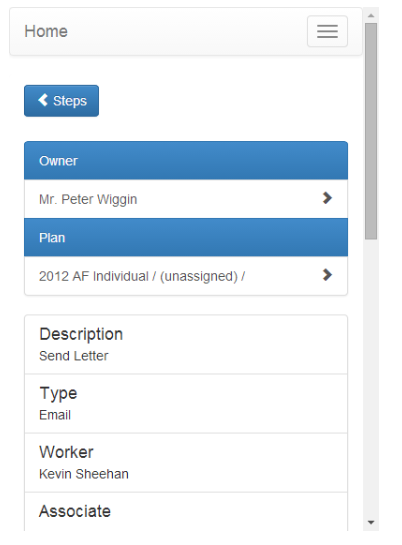 Home
Steps
Owner
Mr. Peter Wiggin
Plan
2012 AF Individual / (unassigned) /
Description
Send Letter
Type
Email
Worker
Kevin Sheehan
Associate